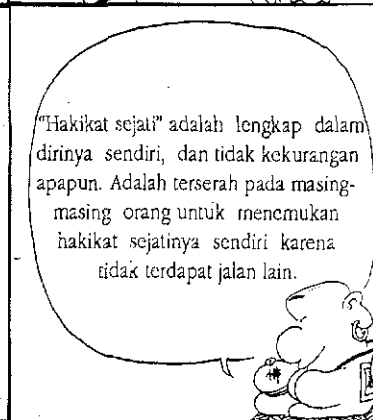 "Hakikat sejati" adalah lengkap dalam
dirinya sendiri, dan tidak kekurangan
apapun. Adalah terserah pada masing-
masing orang untuk menemukan
hakikat sejatinya sendiri karena
tidak terdapat jalan lain.
禅